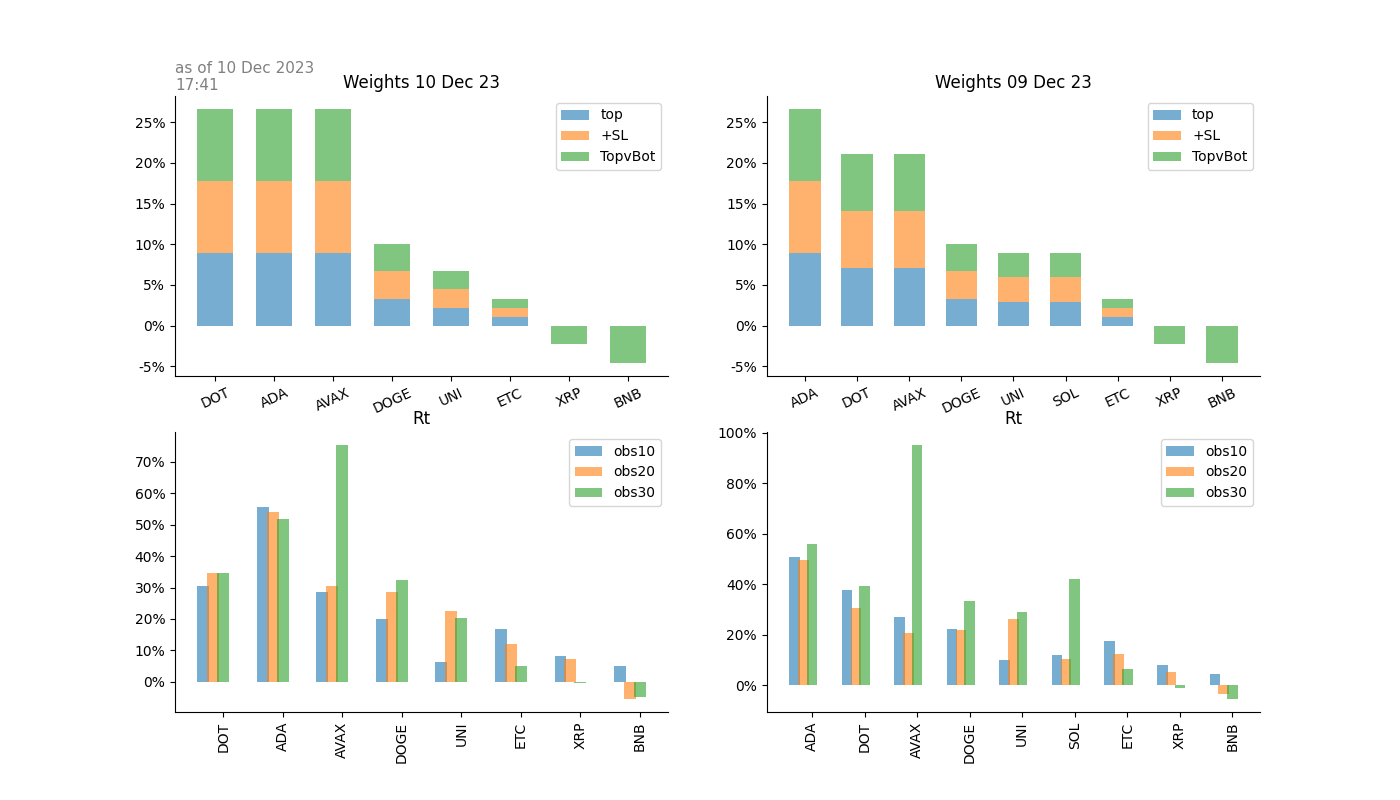 as of 10 Dec 2023
17:41
Weights 10 Dec 23
25%
20%
15%
10%
5%
0%
-5%
top
+SL
TopvBot
DOT ADA AVAX DOGE UNI ETC XRP BNB
Weights 09 Dec 23
25%
20%
15%
10%
5%
0%
-5%
top
+SL
TopvBot
ADA DOT AVAX DOGE UNI SOL ETC XRP BNB
Rt
70%
60%
50%
40%
30%
20%
10%
0%
obs10
obs20
obs30
DOT ADA AVAX DOGE UNI ETC XRP BNB
Rt
100%
80%
60%
40%
20%
0%
obs10
obs20
obs30
ADA DOT AVAX DOGE UNI SOL ETC XRP BNB